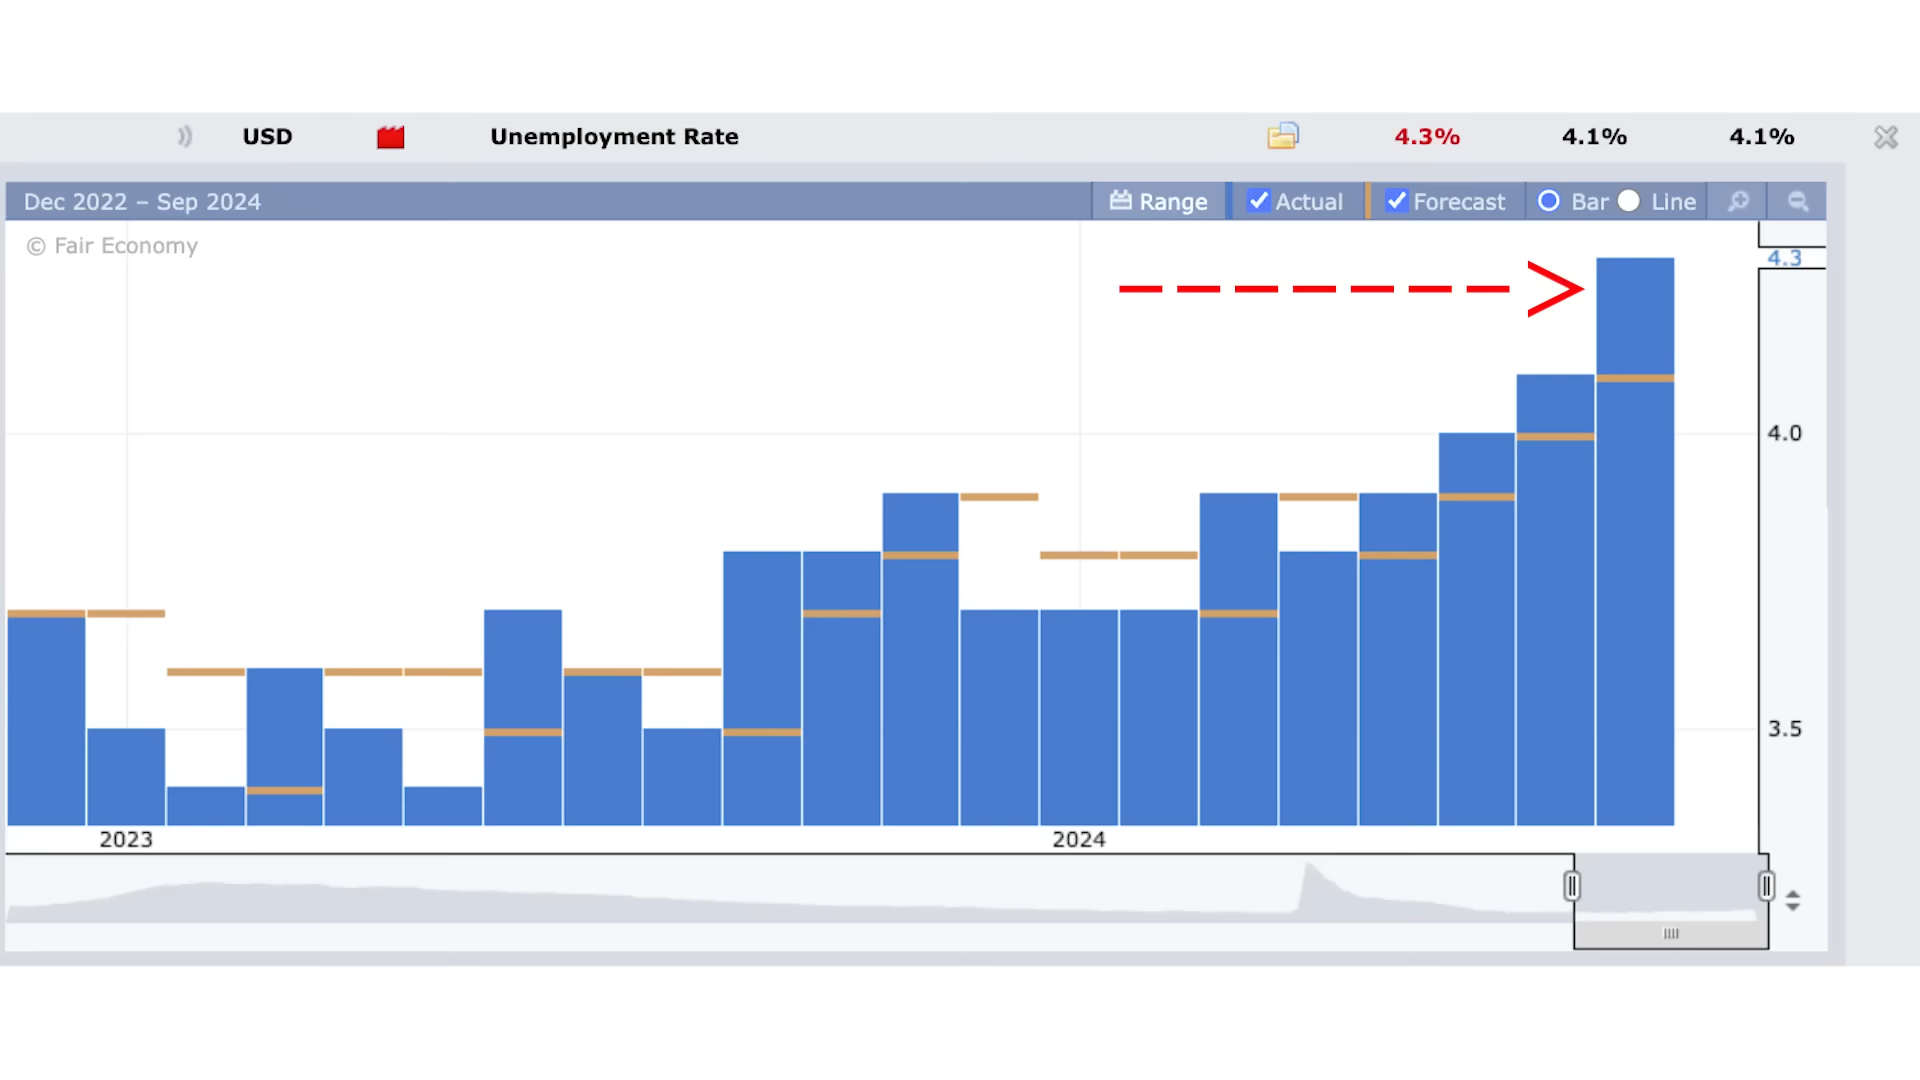 USD Unemployment Rate 4.3% 4.1% 4.1%
Dec 2022 – Sep 2024 Range Actual Forecast Bar Line
© Fair Economy
4.3
4.0
3.5
2023 2024